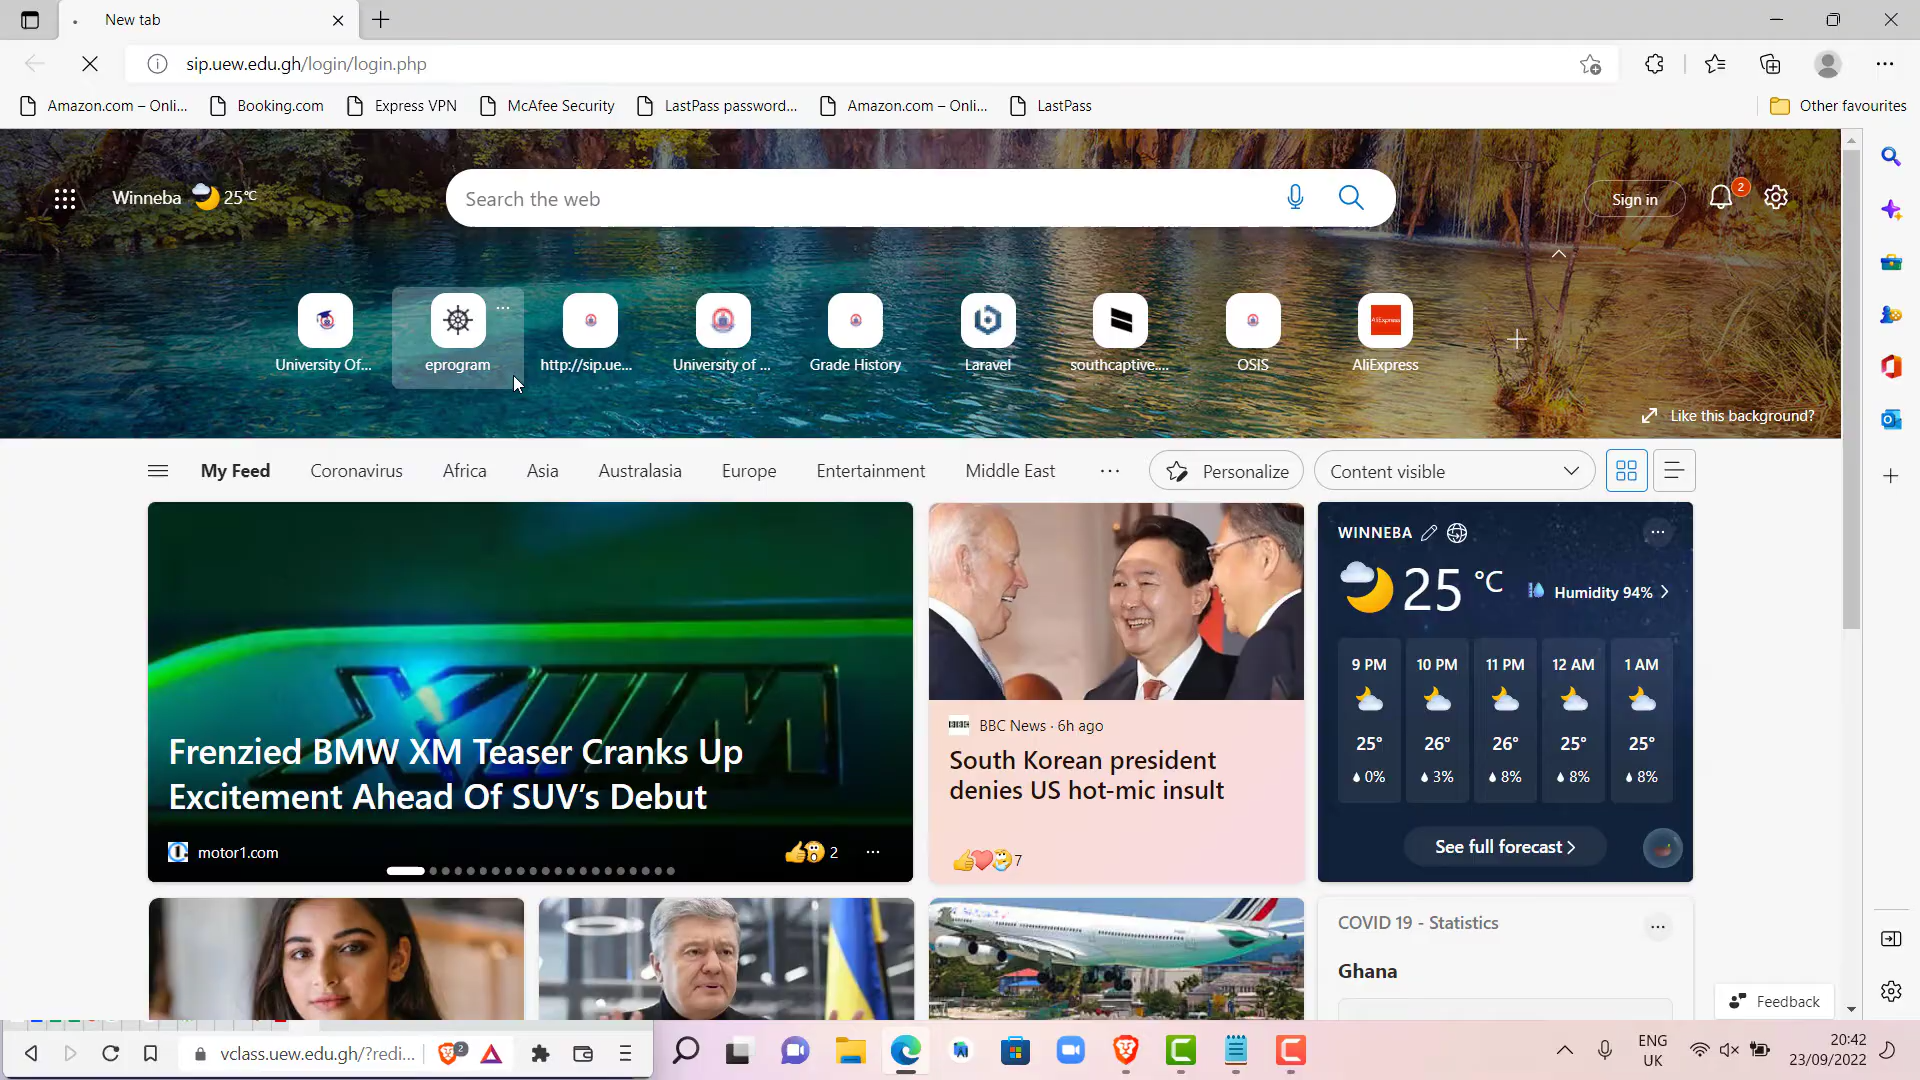 New tab
sip.uew.edu.gh/login/login.php
Amazon.com – Onli...
Booking.com
Express VPN
McAfee Security
LastPass password...
Amazon.com – Onli...
LastPass
Other favourites
Winneba
25°C
Search the web
Sign in
2
University Of...
eprogram
http://sip.ue...
University of ...
Grade History
Laravel
southcaptive....
OSIS
AliExpress
AliExpress
Like this background?
My Feed
Coronavirus
Africa
Asia
Australasia
Europe
Entertainment
Middle East
Personalize
Content visible
XM
Frenzied BMW XM Teaser Cranks Up
Excitement Ahead Of SUV's Debut
motor1.com
2
BBC
BBC News · 6h ago
South Korean president
denies US hot-mic insult
7
WINNEBA
25 °C
Humidity 94%
9 PM
10 PM
11 PM
12 AM
1 AM
25°
26°
26°
25°
25°
0%
3%
8%
8%
8%
See full forecast
COVID 19 - Statistics
Ghana
Feedback
vclass.uew.edu.gh/?redi...
2
ENG
UK
20:42
23/09/2022